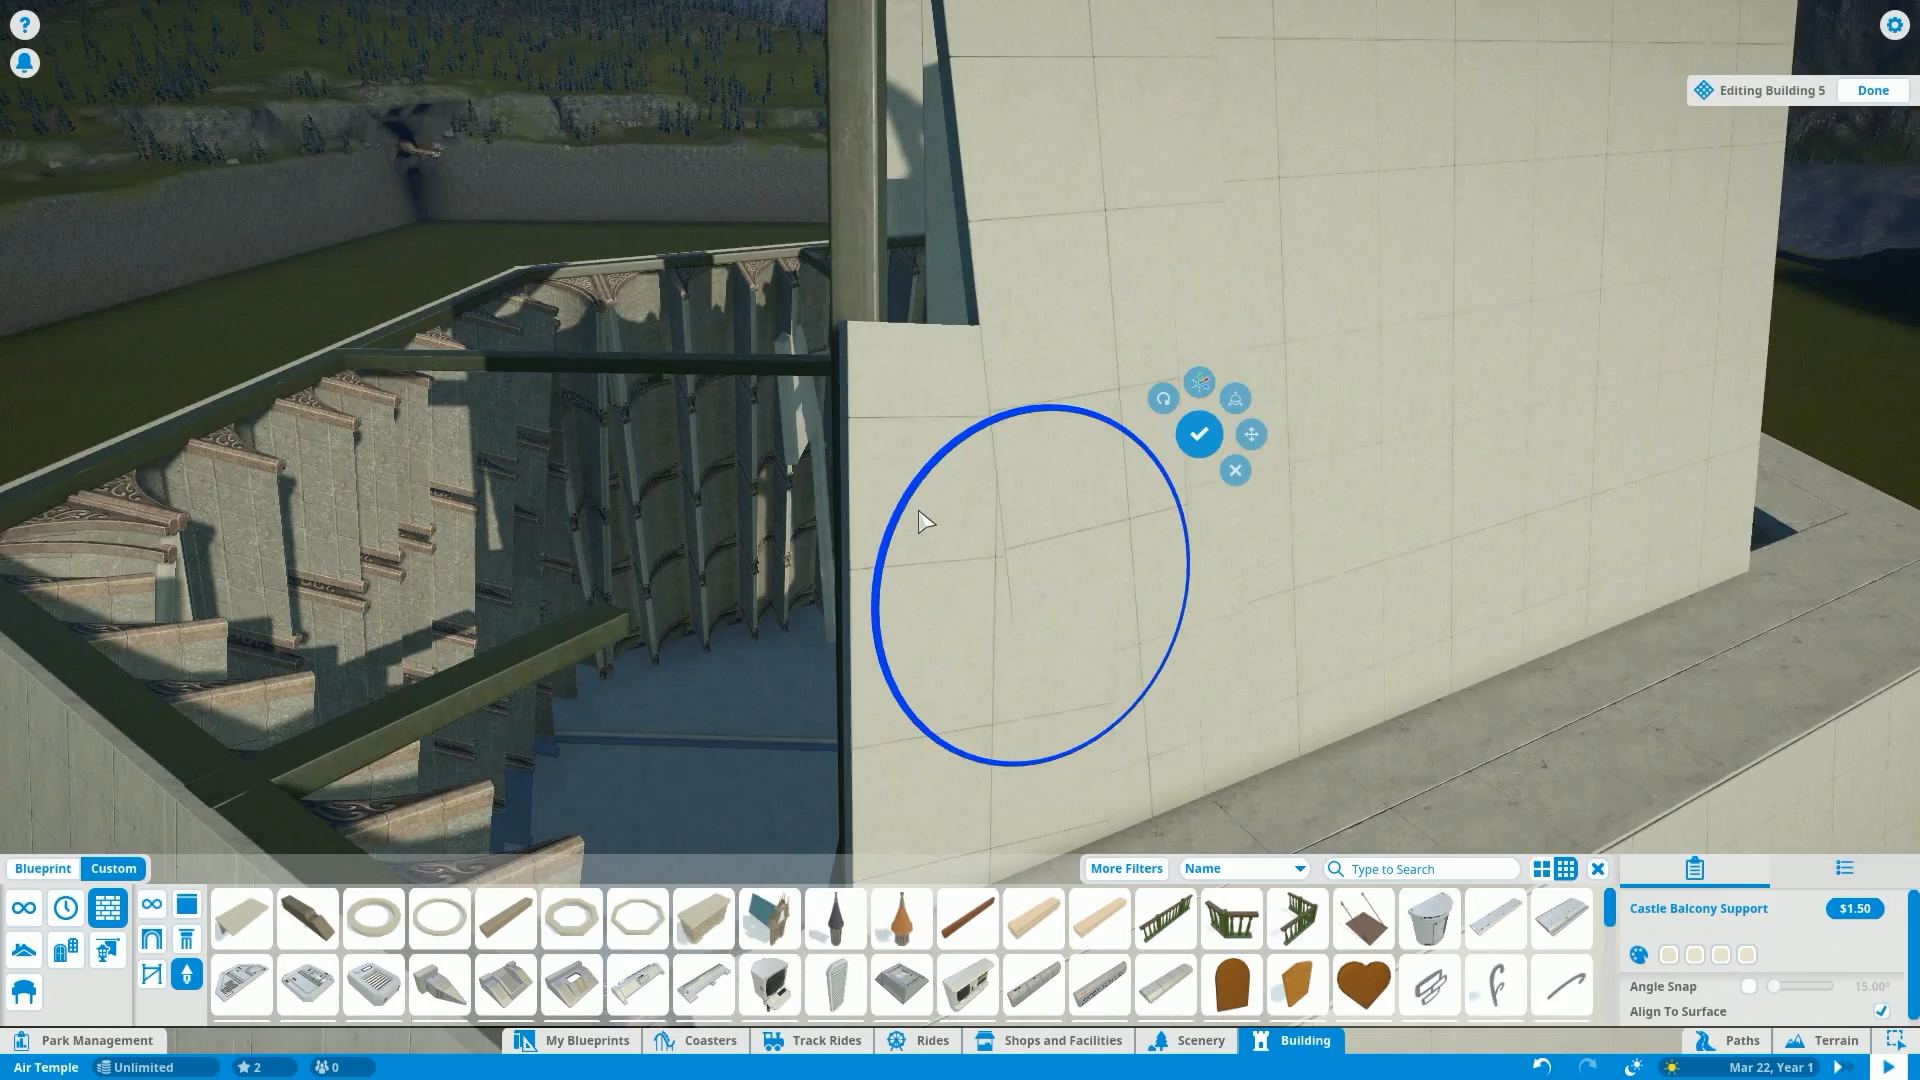 ?
Editing Building 5 Done
Blueprint Custom
More Filters Name Type to Search
Castle Balcony Support $1.50
Angle Snap 15.00°
Align To Surface
Park Management My Blueprints Coasters Track Rides Rides Shops and Facilities Scenery Building Paths Terrain
Air Temple Unlimited 2 0 Mar 22, Year 1